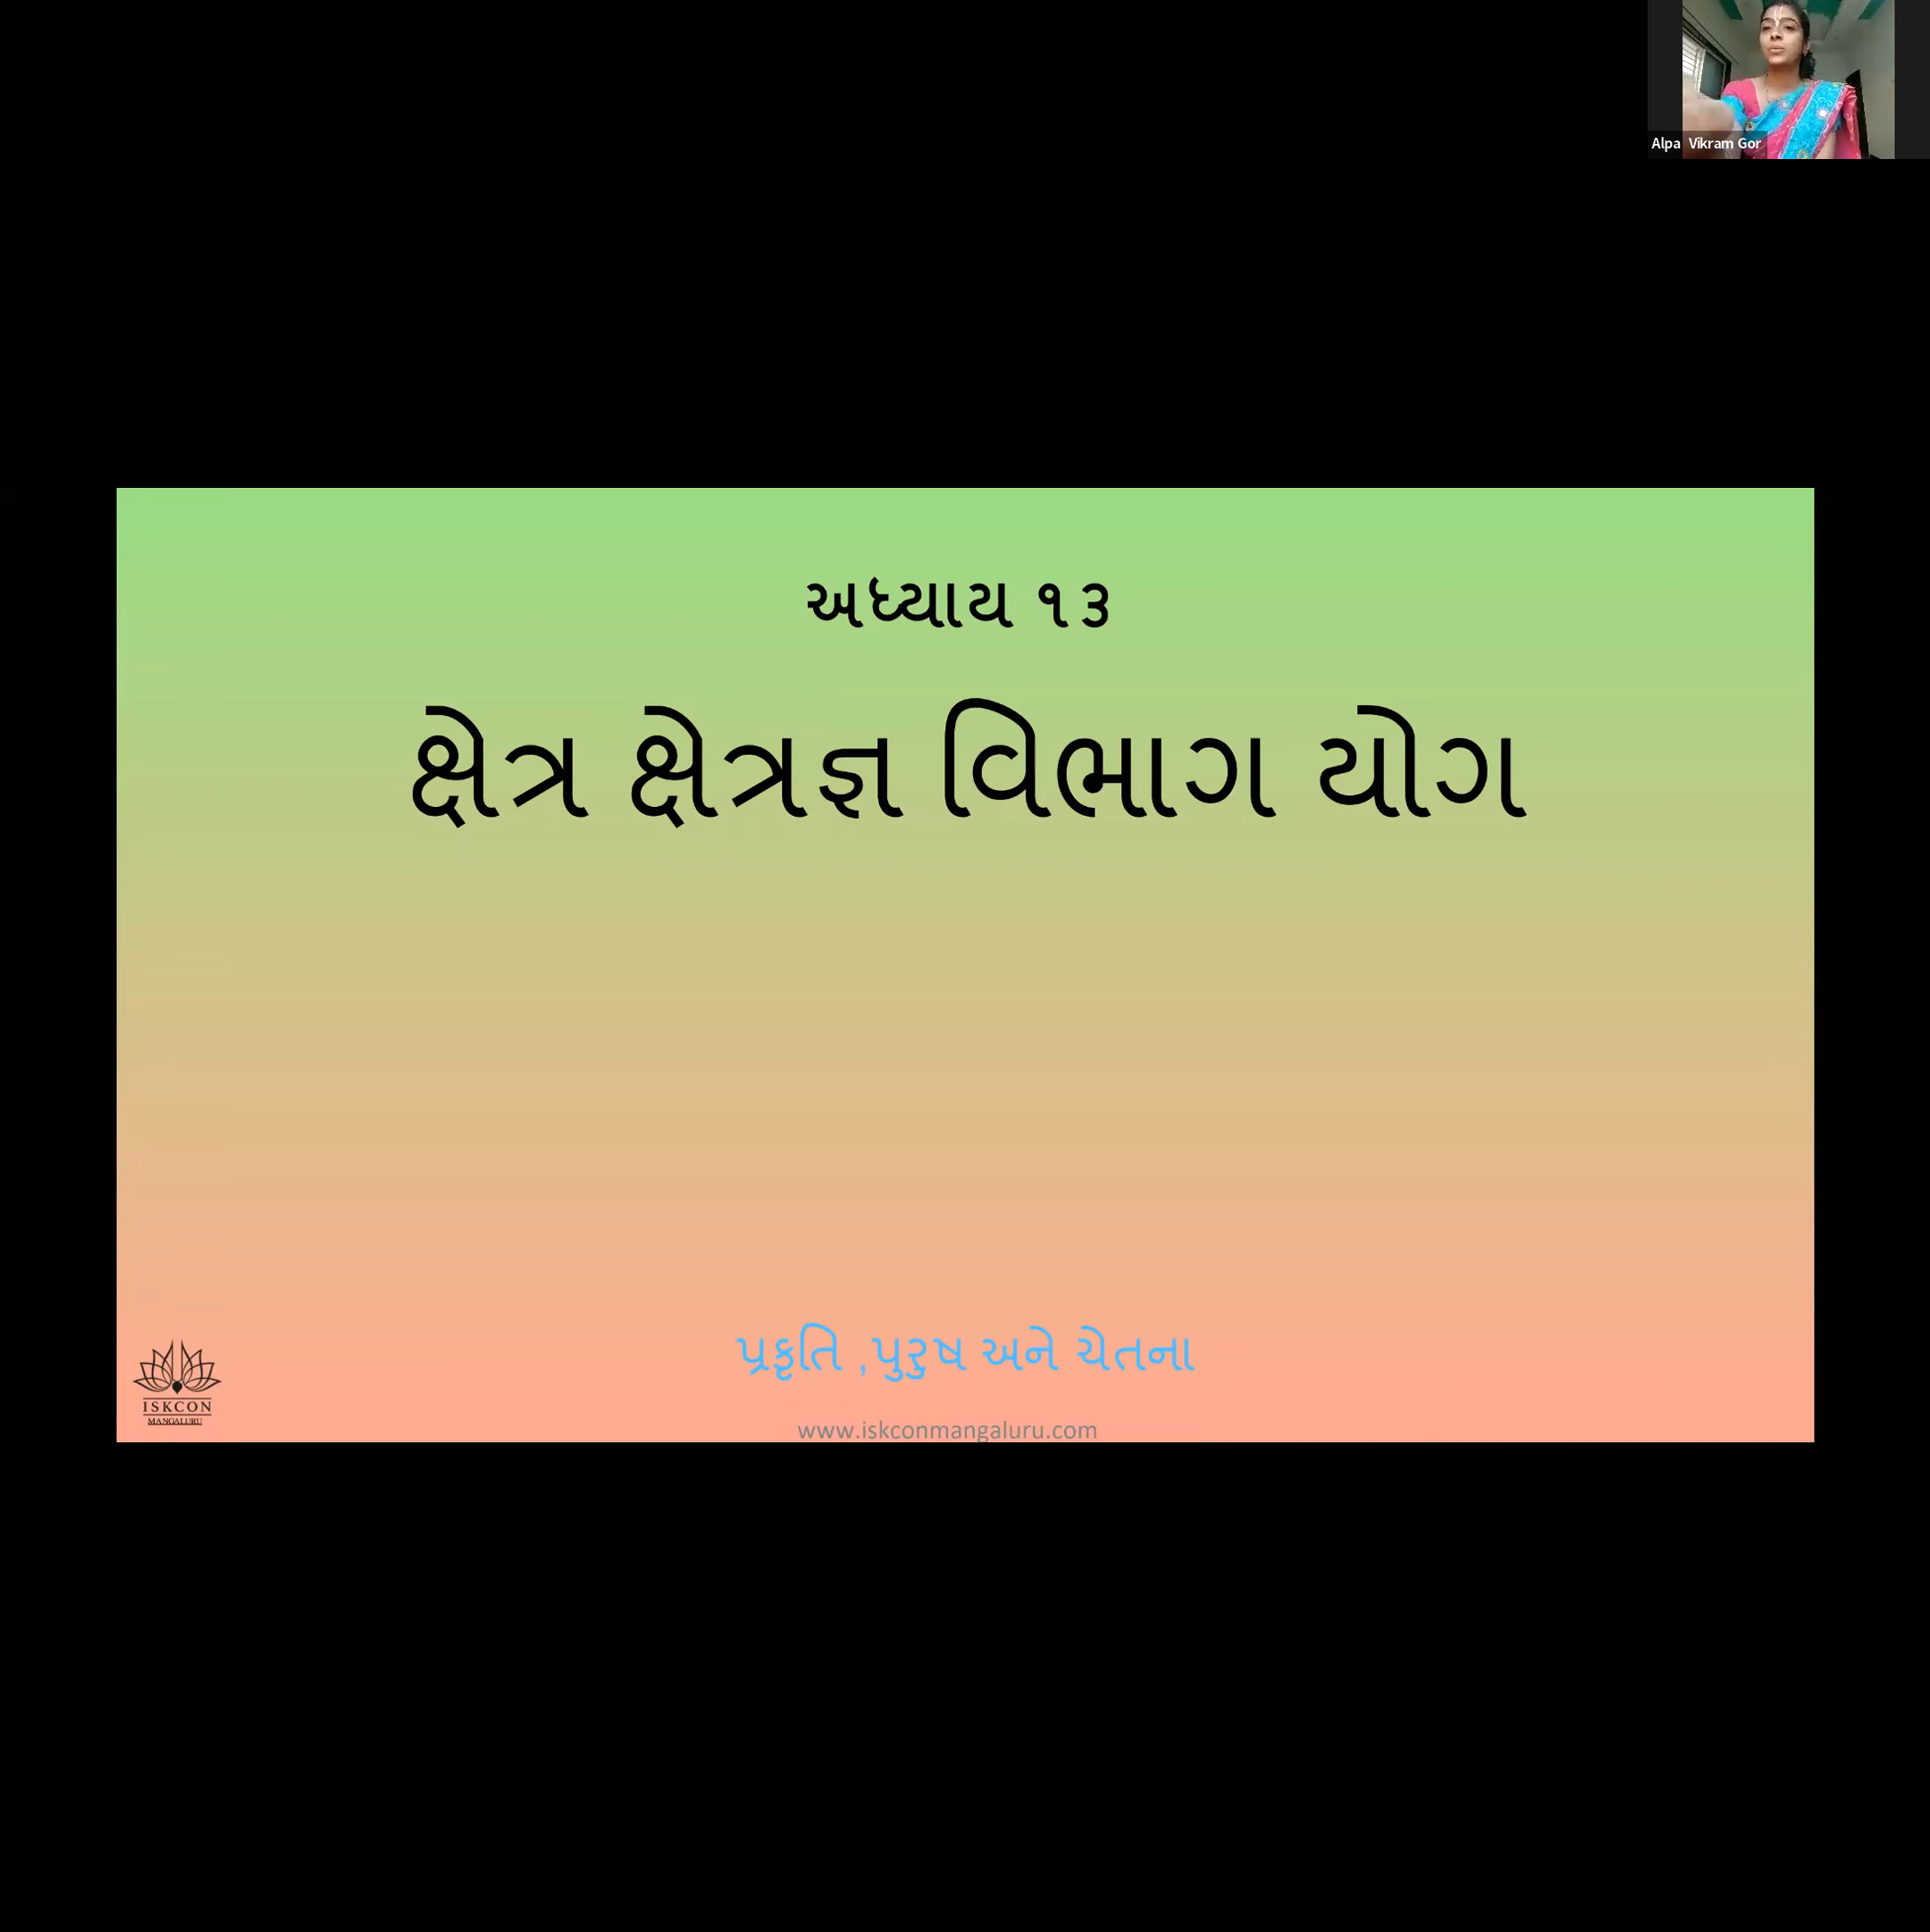 Alpa Vikram Gor
અધ્યાય ૧૩
ક્ષેત્ર ક્ષેત્રજ્ઞ વિભાગ યોગ
પ્રકૃતિ ,પુરુષ અને ચેતના
ISKCON
MANGALURU
www.iskconmangaluru.com